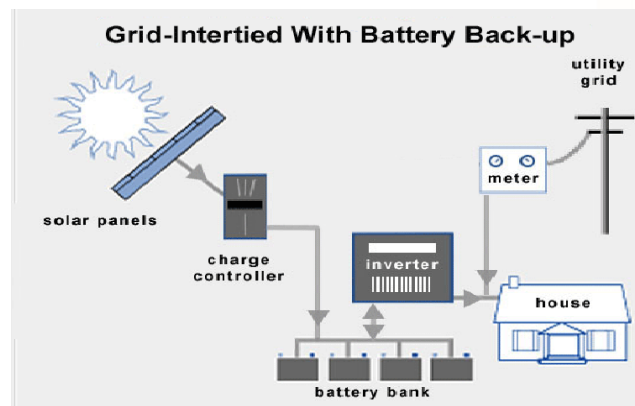 Grid-Intertied With Battery Back-up
utility
grid
meter
solar panels
charge
controller
inverter
house
battery bank